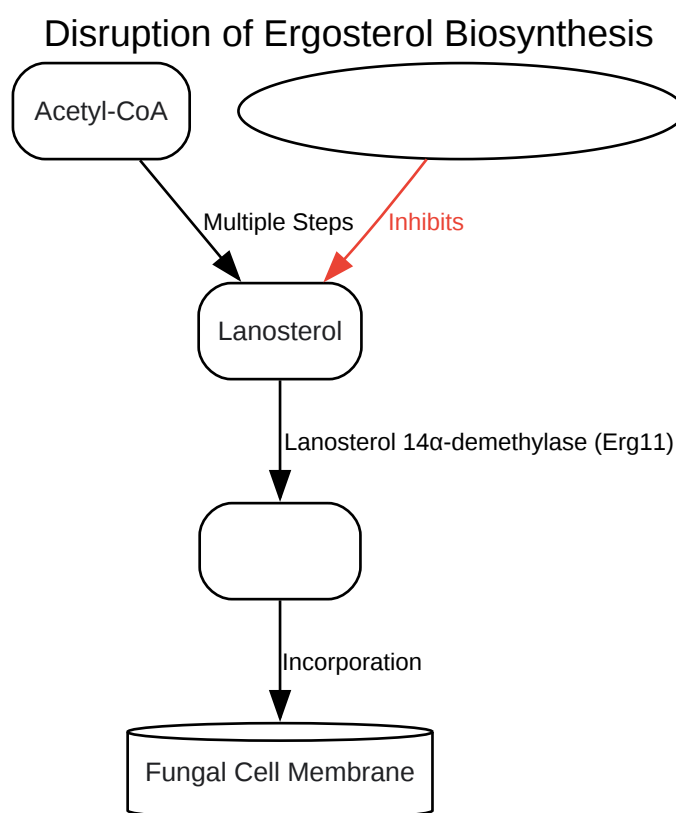 Disruption of Ergosterol Biosynthesis
Acetyl-CoA
Multiple Steps
Inhibits
Lanosterol
Lanosterol 14α-demethylase (Erg11)
Incorporation
Fungal Cell Membrane